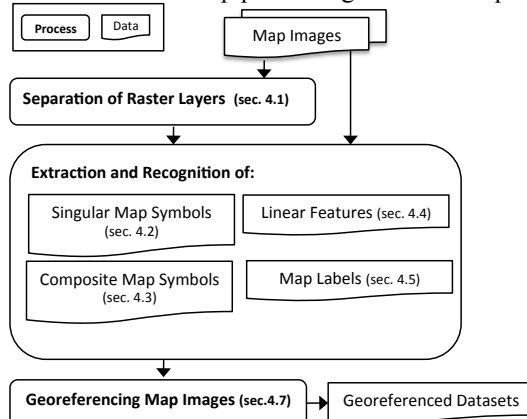 Process
Data
Map Images
Separation of Raster Layers (sec. 4.1)
Extraction and Recognition of:
Singular Map Symbols
(sec. 4.2)
Linear Features (sec. 4.4)
Composite Map Symbols
(sec. 4.3)
Map Labels (sec. 4.5)
Georeferencing Map Images (sec.4.7)
Georeferenced Datasets